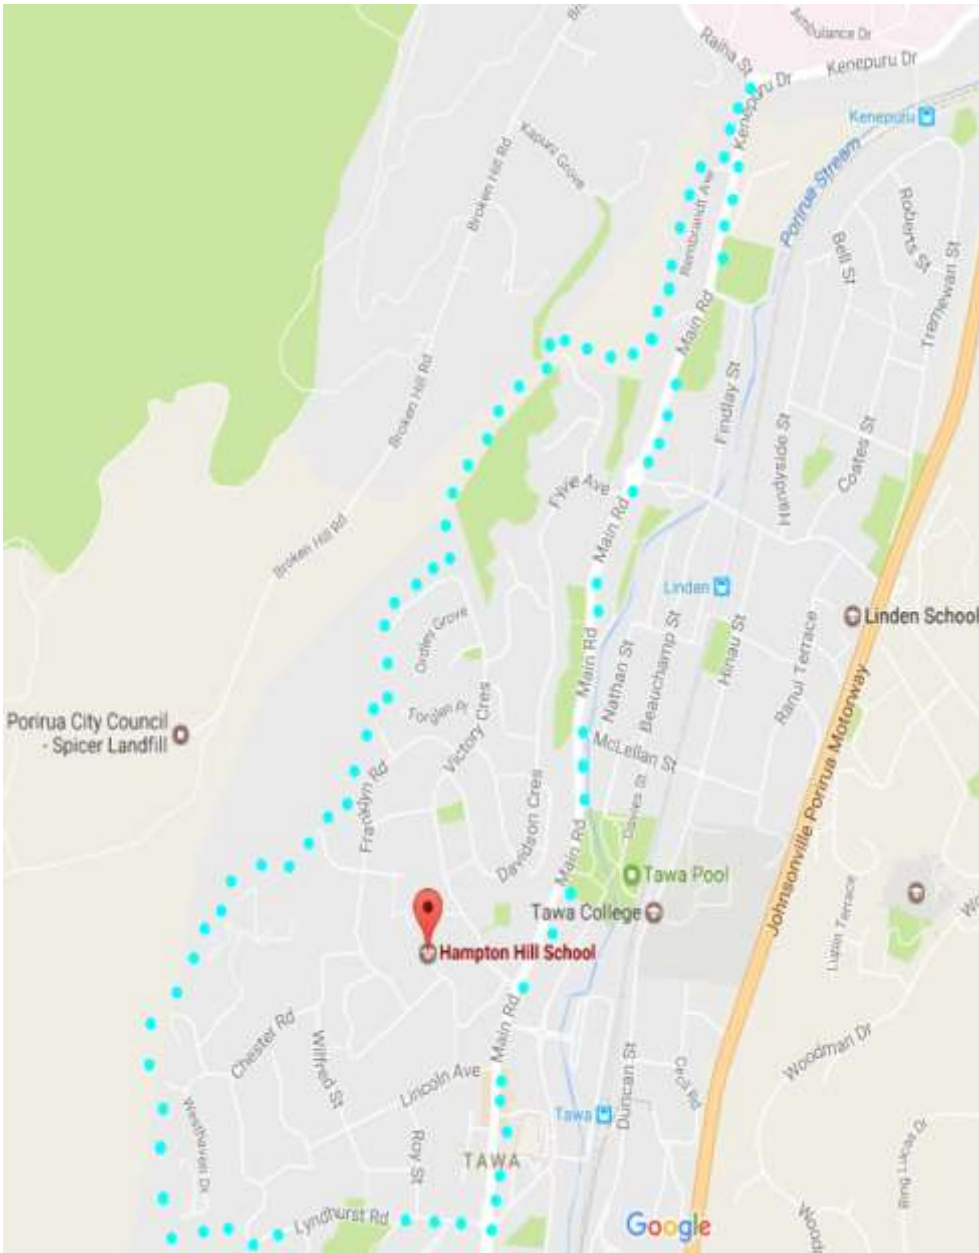 Raiha St
Ambulance Dr
Kenepuru Dr
Kenepuru Dr
Kenepuru
Broken Hill Rd
Kapuni Grove
Porirua Stream
Rembrandt Ave
Roberts St
Bell St
Tremewan St
Main Rd
Broken Hill Rd
Findlay St
Handyside St
Coates St
Fyvie Ave
Main Rd
Broken Hill Rd
Linden
Linden School
Ordley Grove
Nathan St
Beauchamp St
Hinau St
Ranui Terrace
Main Rd
Porirua City Council
- Spicer Landfill
Victory Cres
McLellan St
Franklyn Rd
Davies St
Davidson Cres
Main Rd
Johnsonville Porirua Motorway
Tawa Pool
Tawa College
Hampton Hill School
Main Rd
Chester Rd
Wilfred St
Lincoln Ave
Woodman Dr
Duncan St
Cecil Rd
Tawa
Westhaven Dr
Roy St
TAWA
Lyndhurst Rd
Google